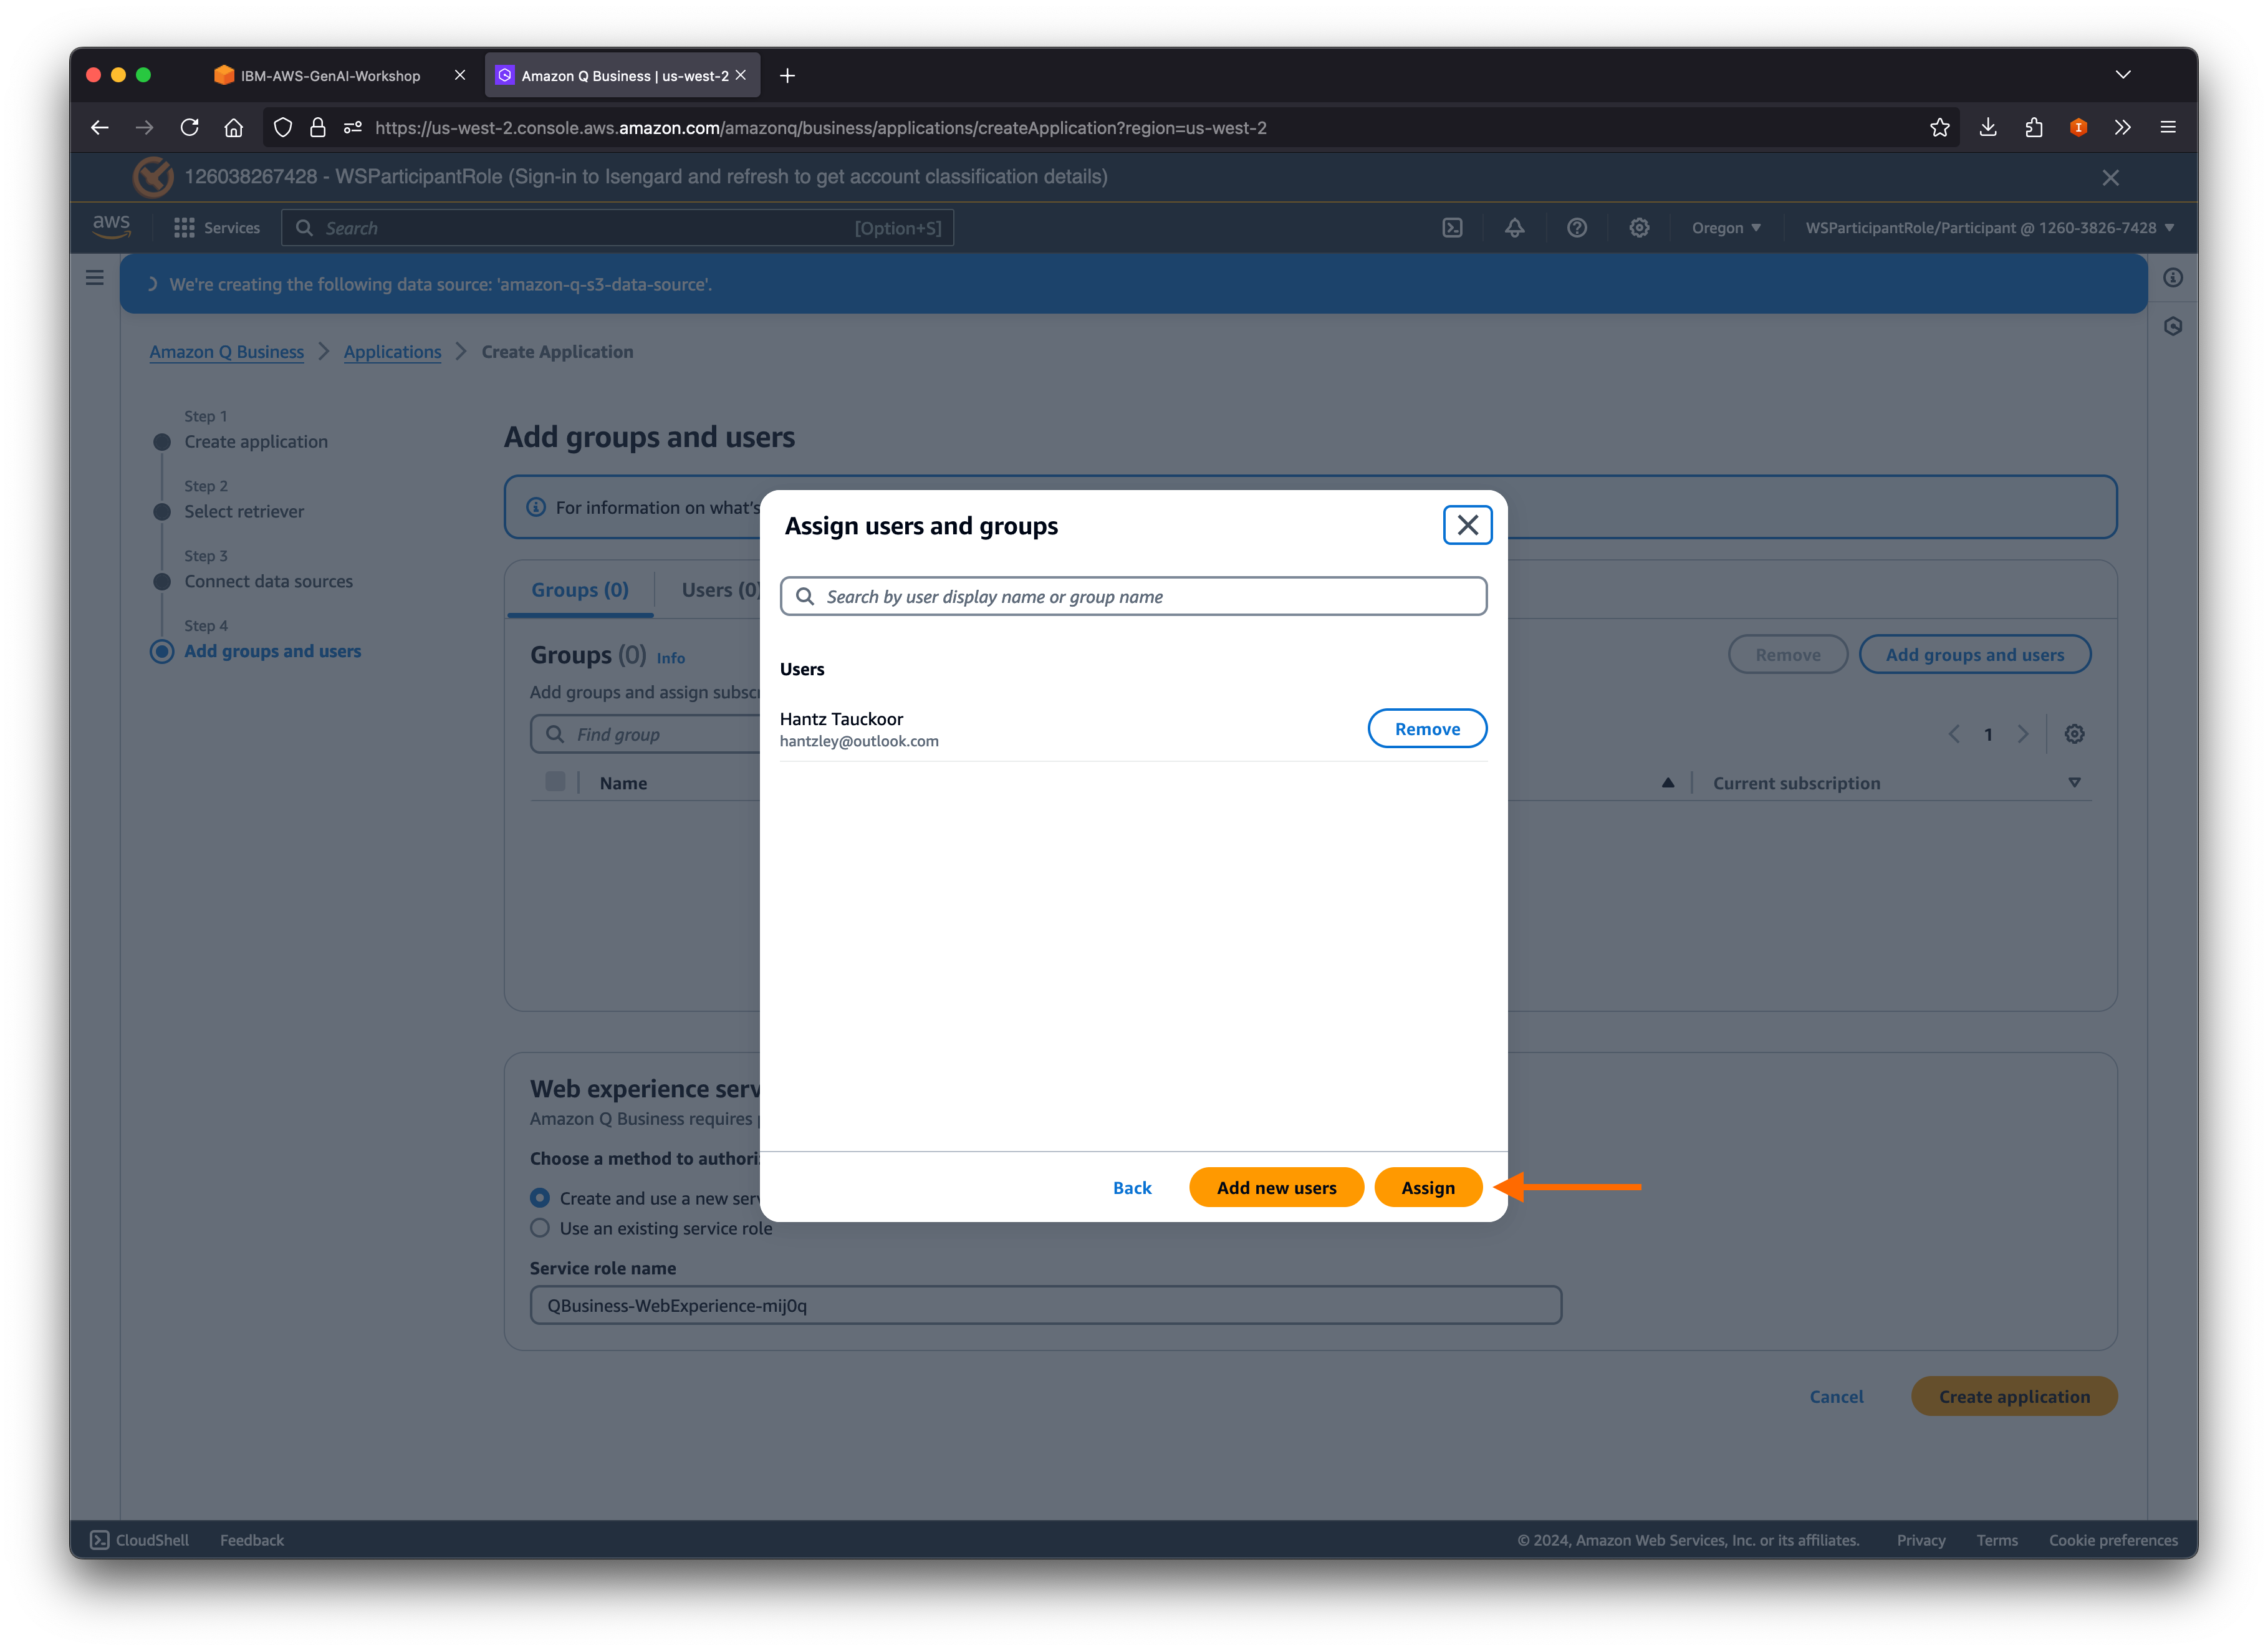 IBM-AWS-GenAI-Workshop
Amazon Q Business | us-west-2
https://us-west-2.console.aws.amazon.com/amazonq/business/applications/createApplication?region=us-west-2
126038267428 - WSParticipantRole (Sign-in to Isengard and refresh to get account classification details)
aws
Services
Search
[Option+S]
Oregon
WSParticipantRole/Participant @ 1260-3826-7428
We're creating the following data source: 'amazon-q-s3-data-source'.
Amazon Q Business
Applications
Create Application
Step 1
Create application
Step 2
Select retriever
Step 3
Connect data sources
Step 4
Add groups and users
Add groups and users
For information on what's
Groups (0)
Users (0)
Groups (0) Info
Remove
Add groups and users
Add groups and assign subsc
Find group
1
Name
Current subscription
Assign users and groups
Search by user display name or group name
Users
Hantz Tauckoor
hantzley@outlook.com
Remove
Back
Add new users
Assign
Web experience serv
Amazon Q Business requires
Choose a method to authori
Create and use a new serv
Use an existing service role
Service role name
QBusiness-WebExperience-mij0q
Cancel
Create application
CloudShell
Feedback
© 2024, Amazon Web Services, Inc. or its affiliates.
Privacy
Terms
Cookie preferences